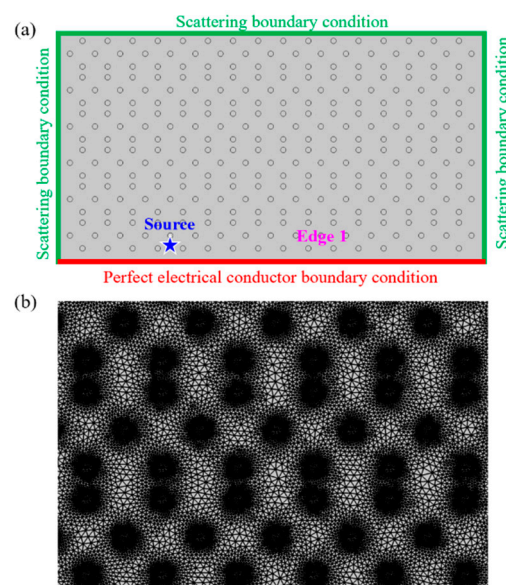 (a)
Scattering boundary condition
Scattering boundary condition
Scattering boundary condition
Source
Edge 1
Perfect electrical conductor boundary condition
(b)